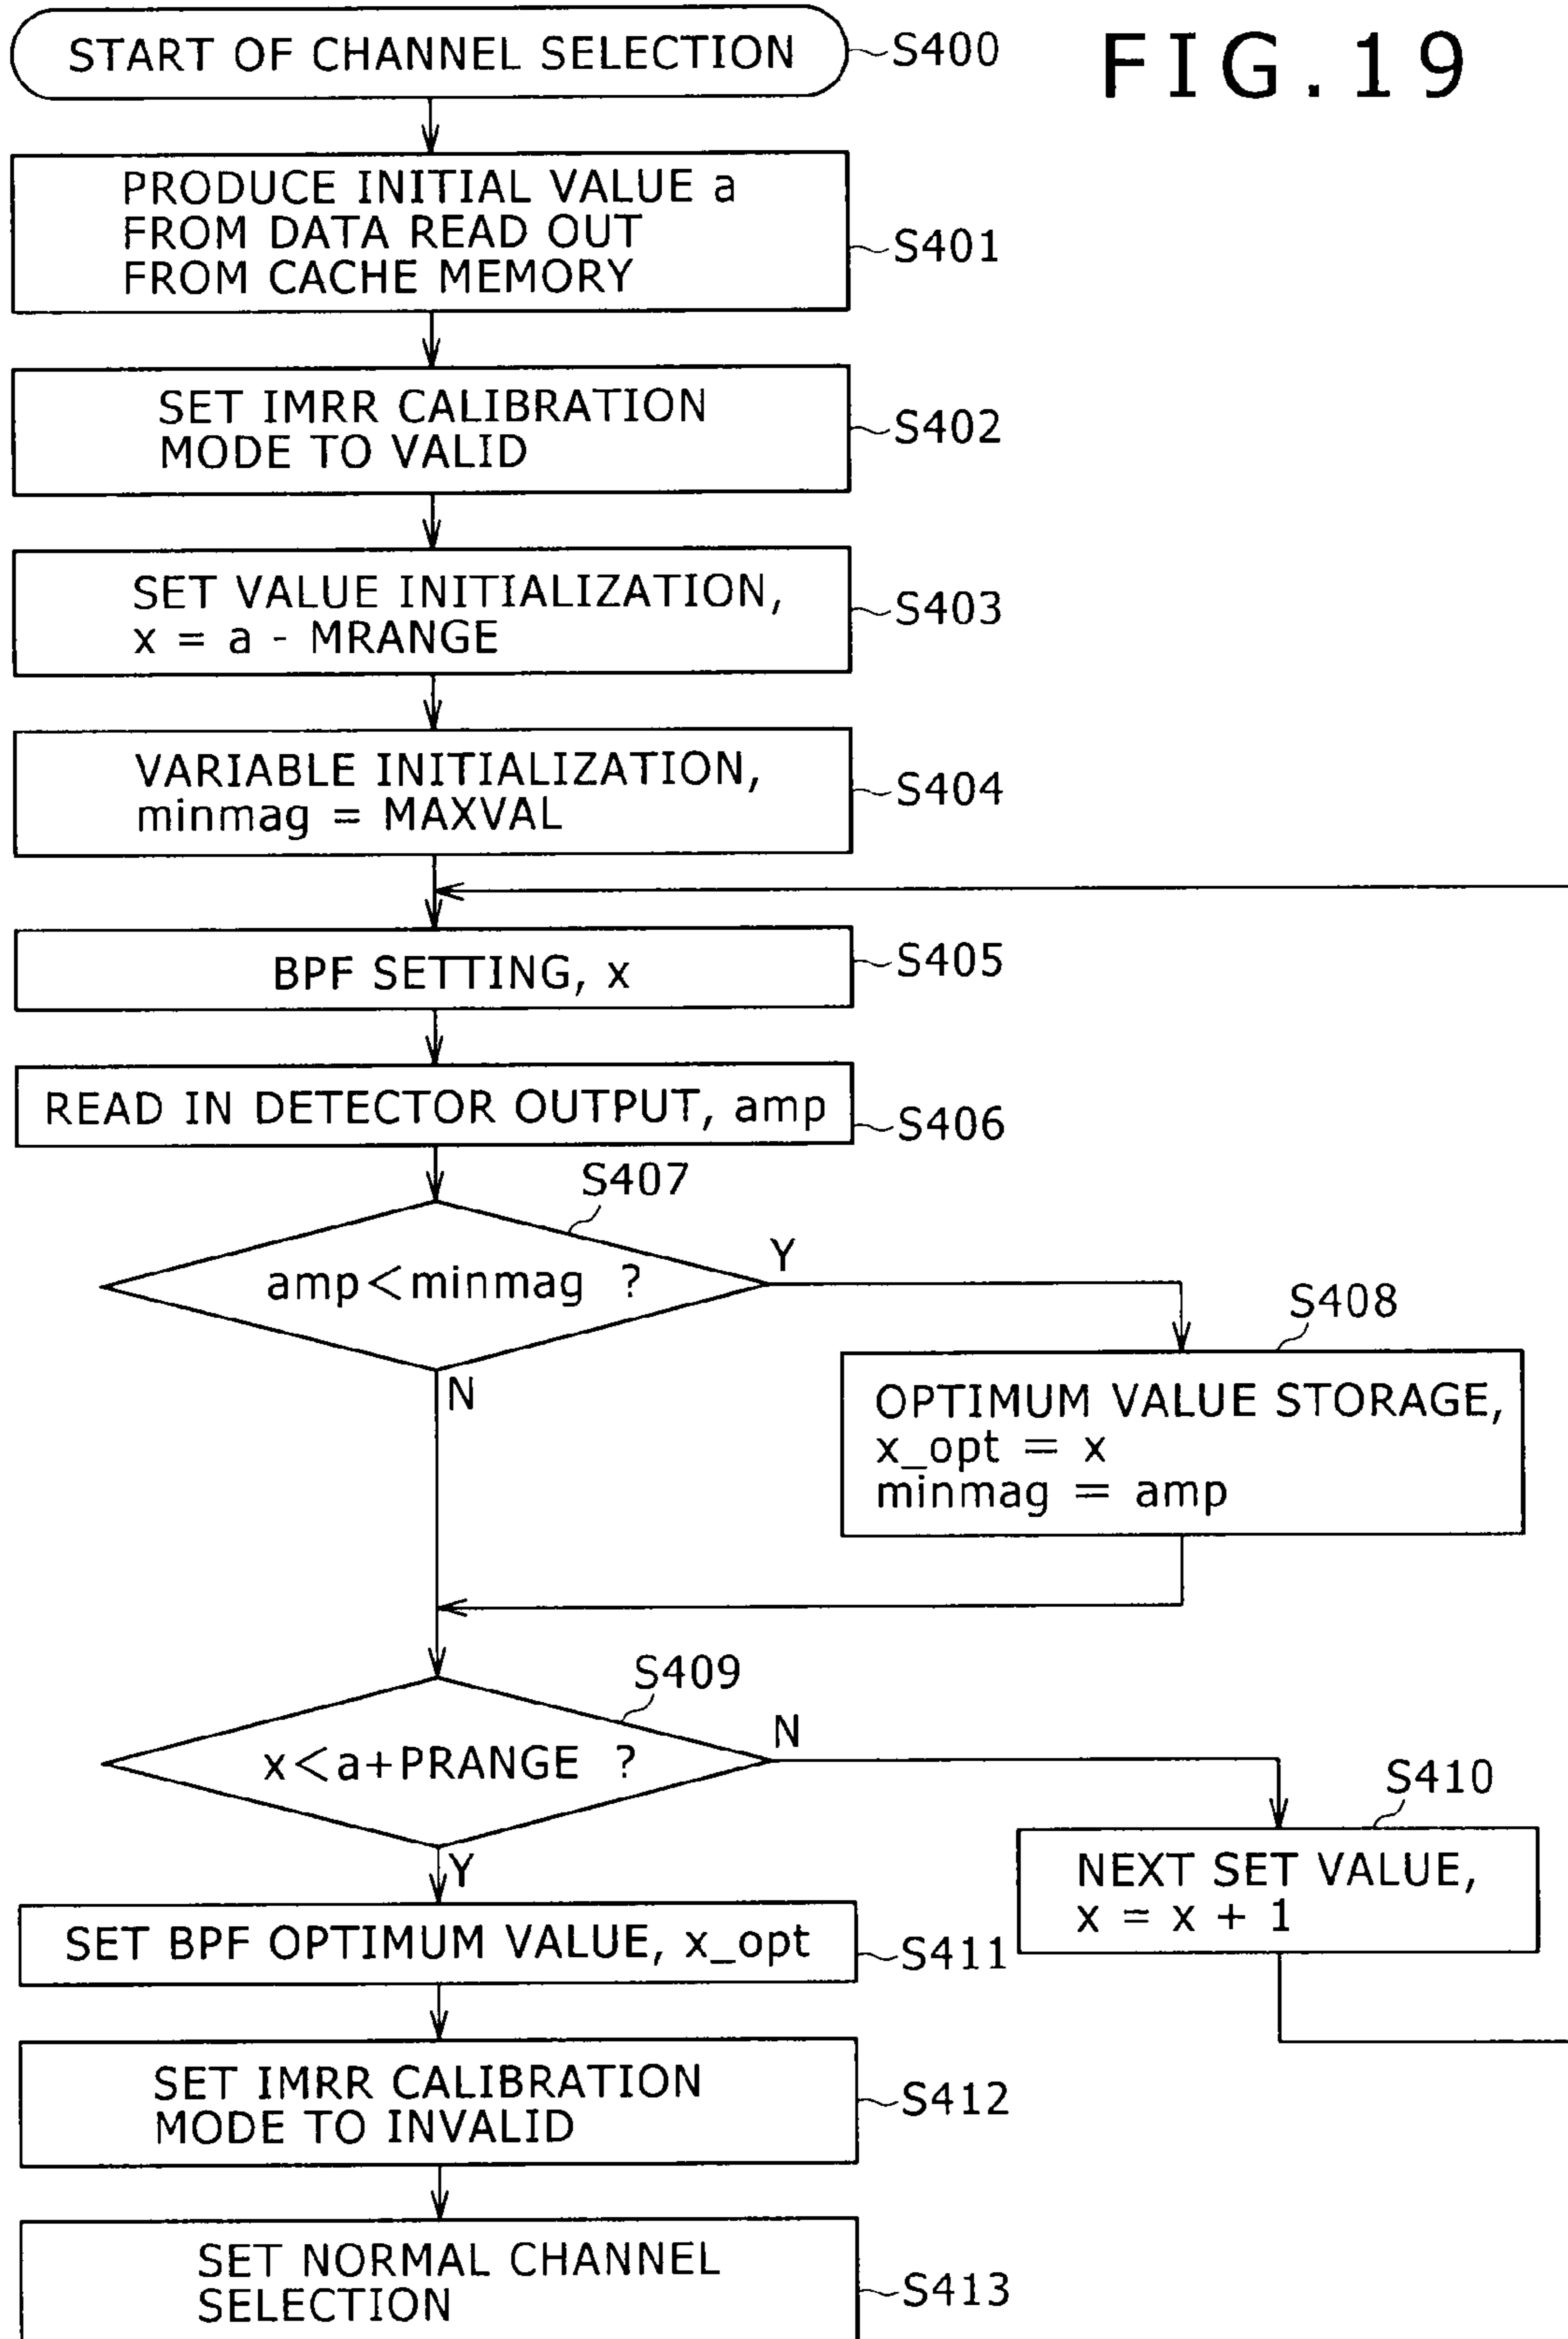 FIG.19
START OF CHANNEL SELECTION
S400
PRODUCE INITIAL VALUE a
FROM DATA READ OUT
FROM CACHE MEMORY
S401
SET IMRR CALIBRATION
MODE TO VALID
S402
SET VALUE INITIALIZATION,
x = a - MRANGE
S403
VARIABLE INITIALIZATION,
minmag = MAXVAL
S404
BPF SETTING, x
S405
READ IN DETECTOR OUTPUT, amp
S406
S407
amp<minmag ?
Y
N
S408
OPTIMUM VALUE STORAGE,
x_opt = x
minmag = amp
S409
x<a+PRANGE ?
N
Y
S410
NEXT SET VALUE,
x = x + 1
SET BPF OPTIMUM VALUE, x_opt
S411
SET IMRR CALIBRATION
MODE TO INVALID
S412
SET NORMAL CHANNEL
SELECTION
S413